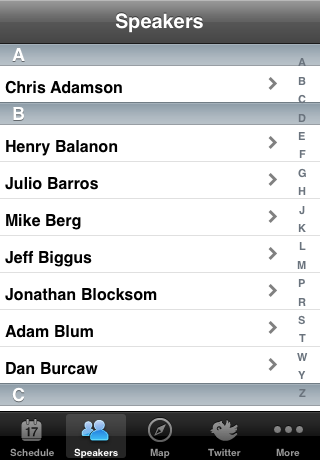 Speakers
A
Chris Adamson
B
Henry Balanon
Julio Barros
Mike Berg
Jeff Biggus
Jonathan Blocksom
Adam Blum
Dan Burcaw
C
A
B
C
D
E
F
G
H
J
K
L
M
P
R
S
T
W
Y
Z
17
Schedule
Speakers
Map
Twitter
More